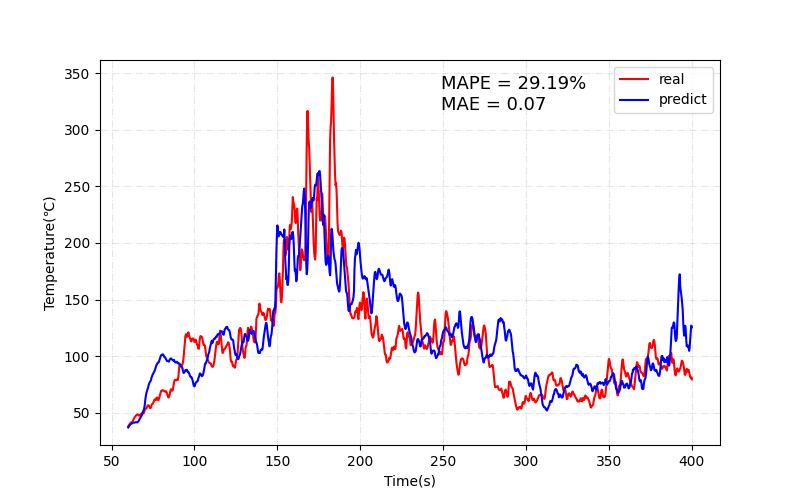 MAPE = 29.19%
MAE = 0.07
real
predict
350
300
250
200
150
100
50
Temperature(℃)
50 100 150 200 250 300 350 400
Time(s)